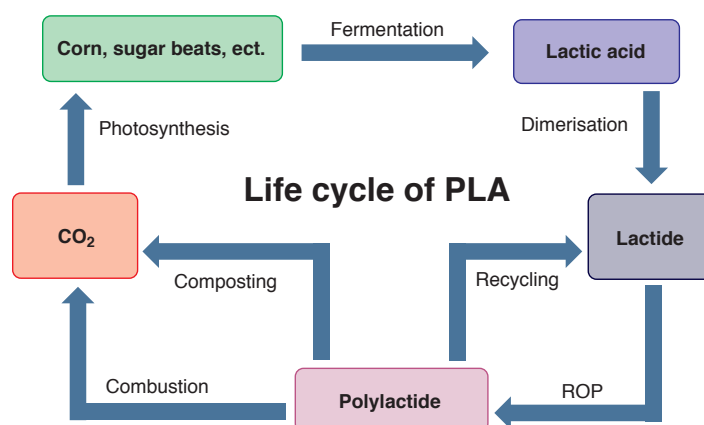 Corn, sugar beats, ect.
Fermentation
Lactic acid
Photosynthesis
Dimerisation
Life cycle of PLA
CO₂
Lactide
Composting
Recycling
Combustion
Polylactide
ROP